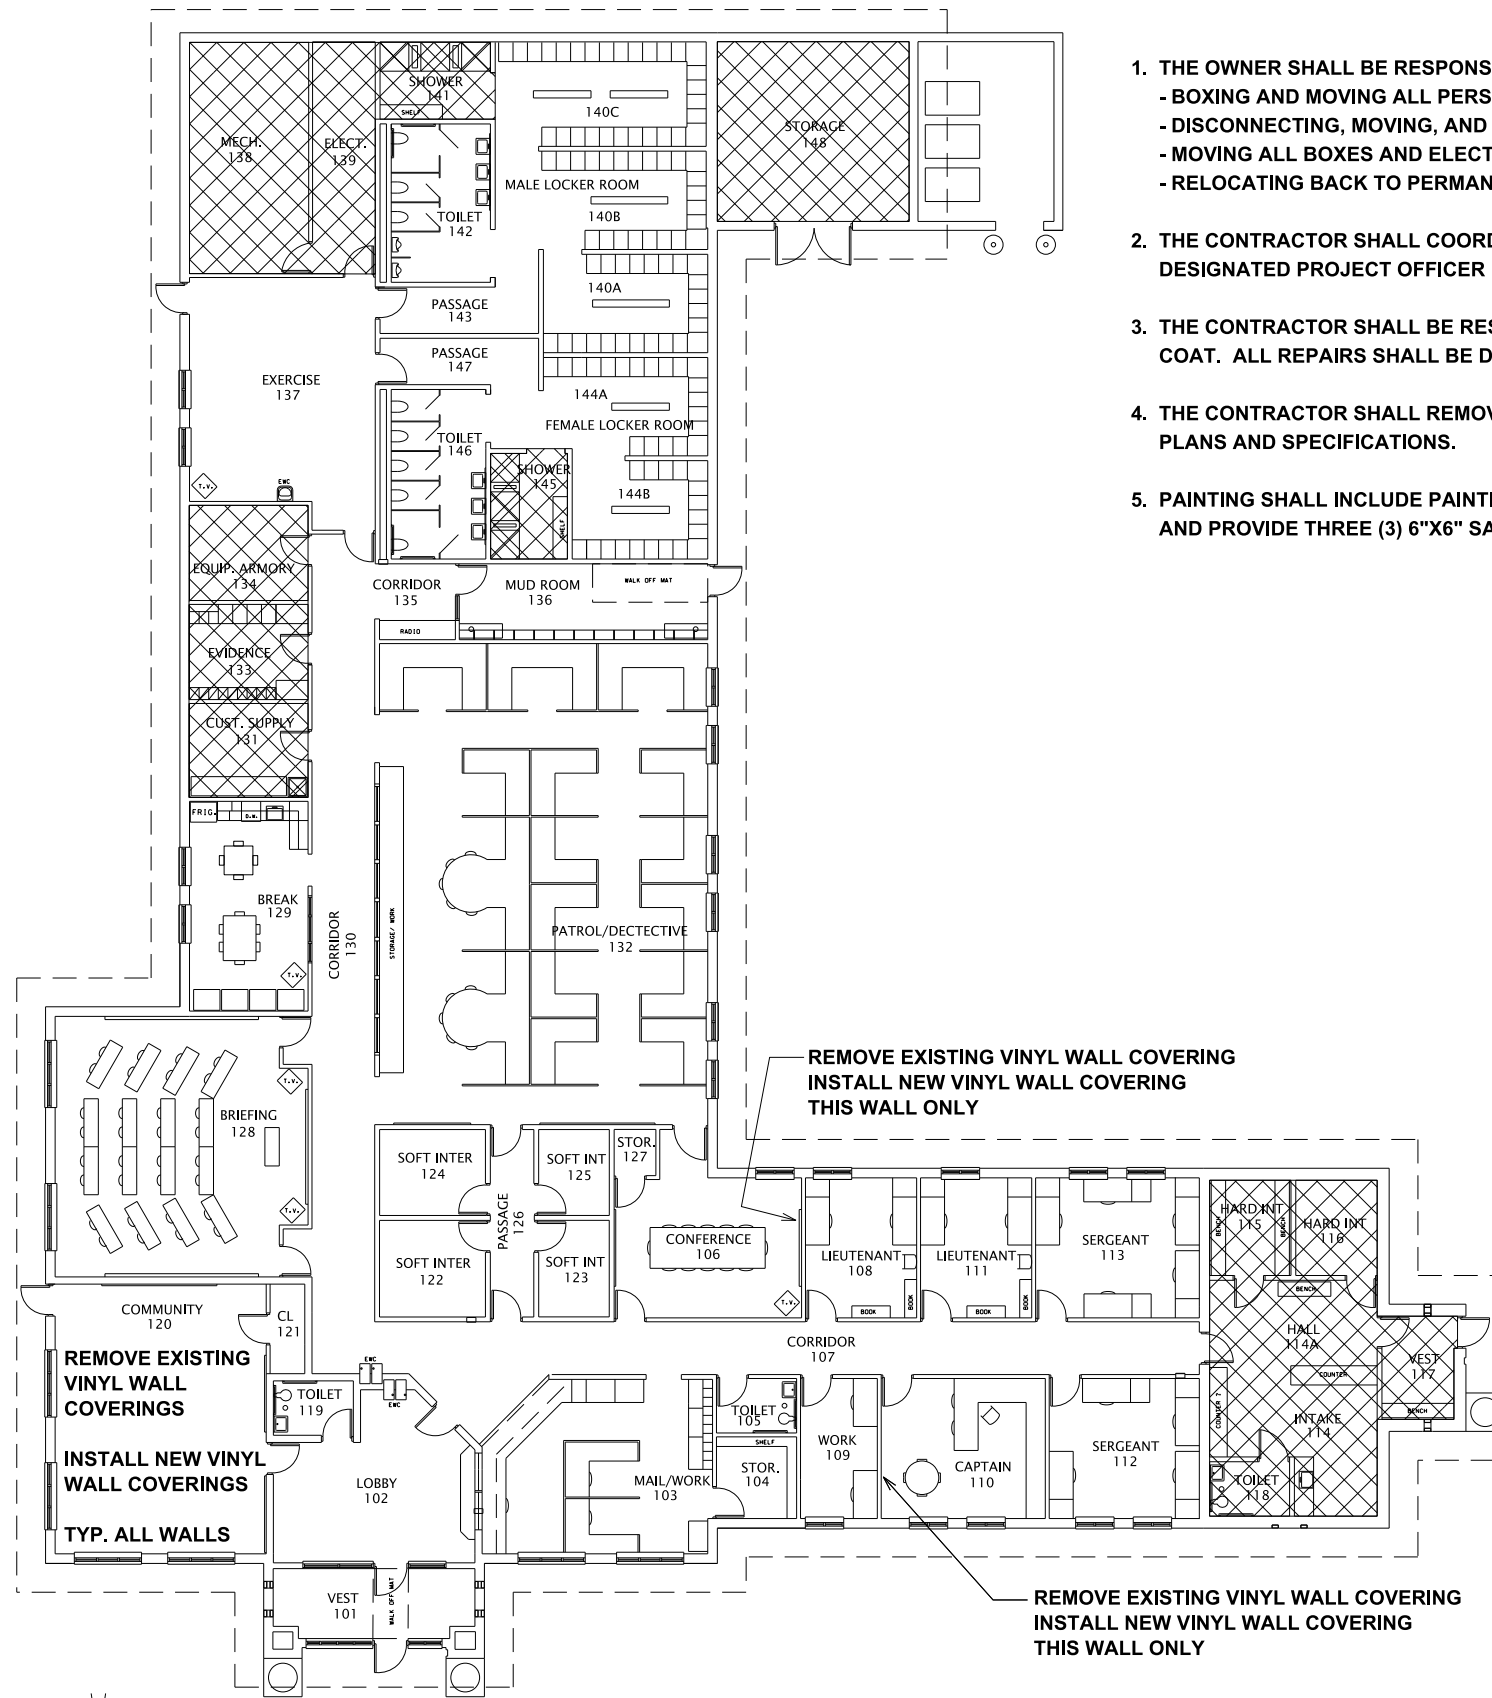 1. THE OWNER SHALL BE RESPONS
- BOXING AND MOVING ALL PERS
- DISCONNECTING, MOVING, AND
- MOVING ALL BOXES AND ELECT
- RELOCATING BACK TO PERMAN
2. THE CONTRACTOR SHALL COORD
DESIGNATED PROJECT OFFICER
3. THE CONTRACTOR SHALL BE RES
COAT. ALL REPAIRS SHALL BE D
4. THE CONTRACTOR SHALL REMOV
PLANS AND SPECIFICATIONS.
5. PAINTING SHALL INCLUDE PAINTI
AND PROVIDE THREE (3) 6"X6" SA
SHOWER
141
SHELF
MECH.
138
ELECT.
139
140C
STORAGE
148
MALE LOCKER ROOM
TOILET
142
140B
140A
PASSAGE
143
PASSAGE
147
EXERCISE
137
144A
FEMALE LOCKER ROOM
TOILET
146
SHOWER
145
SHELF
144B
T.V.
EWC
EQUIP. ARMORY
134
CORRIDOR
135
RADIO
MUD ROOM
136
WALK OFF MAT
EVIDENCE
133
CUST. SUPPLY
131
FRIG.
D.W.
BREAK
129
T.V.
CORRIDOR
130
STORAGE/ WORK
PATROL/DECTECTIVE
132
REMOVE EXISTING VINYL WALL COVERING
INSTALL NEW VINYL WALL COVERING
THIS WALL ONLY
T.V.
BRIEFING
128
T.V.
SOFT INTER
124
SOFT INT
125
STOR.
127
PASSAGE
126
SOFT INTER
122
SOFT INT
123
CONFERENCE
106
T.V.
LIEUTENANT
108
BOOK
BOOK
LIEUTENANT
111
BOOK
BOOK
SERGEANT
113
HARD INT
115
BENCH
BENCH
HARD INT
116
BENCH
COMMUNITY
120
CL
121
REMOVE EXISTING
VINYL WALL
COVERINGS
INSTALL NEW VINYL
WALL COVERINGS
TYP. ALL WALLS
CORRIDOR
107
HALL
114A
COUNTER
VEST
117
BENCH
EWC
EWC
TOILET
119
TOILET
105
SHELF
STOR.
104
WORK
109
CAPTAIN
110
SERGEANT
112
COUNTER ?
INTAKE
114
TOILET
118
LOBBY
102
MAIL/WORK
103
VEST
101
WALK OFF MAT
REMOVE EXISTING VINYL WALL COVERING
INSTALL NEW VINYL WALL COVERING
THIS WALL ONLY